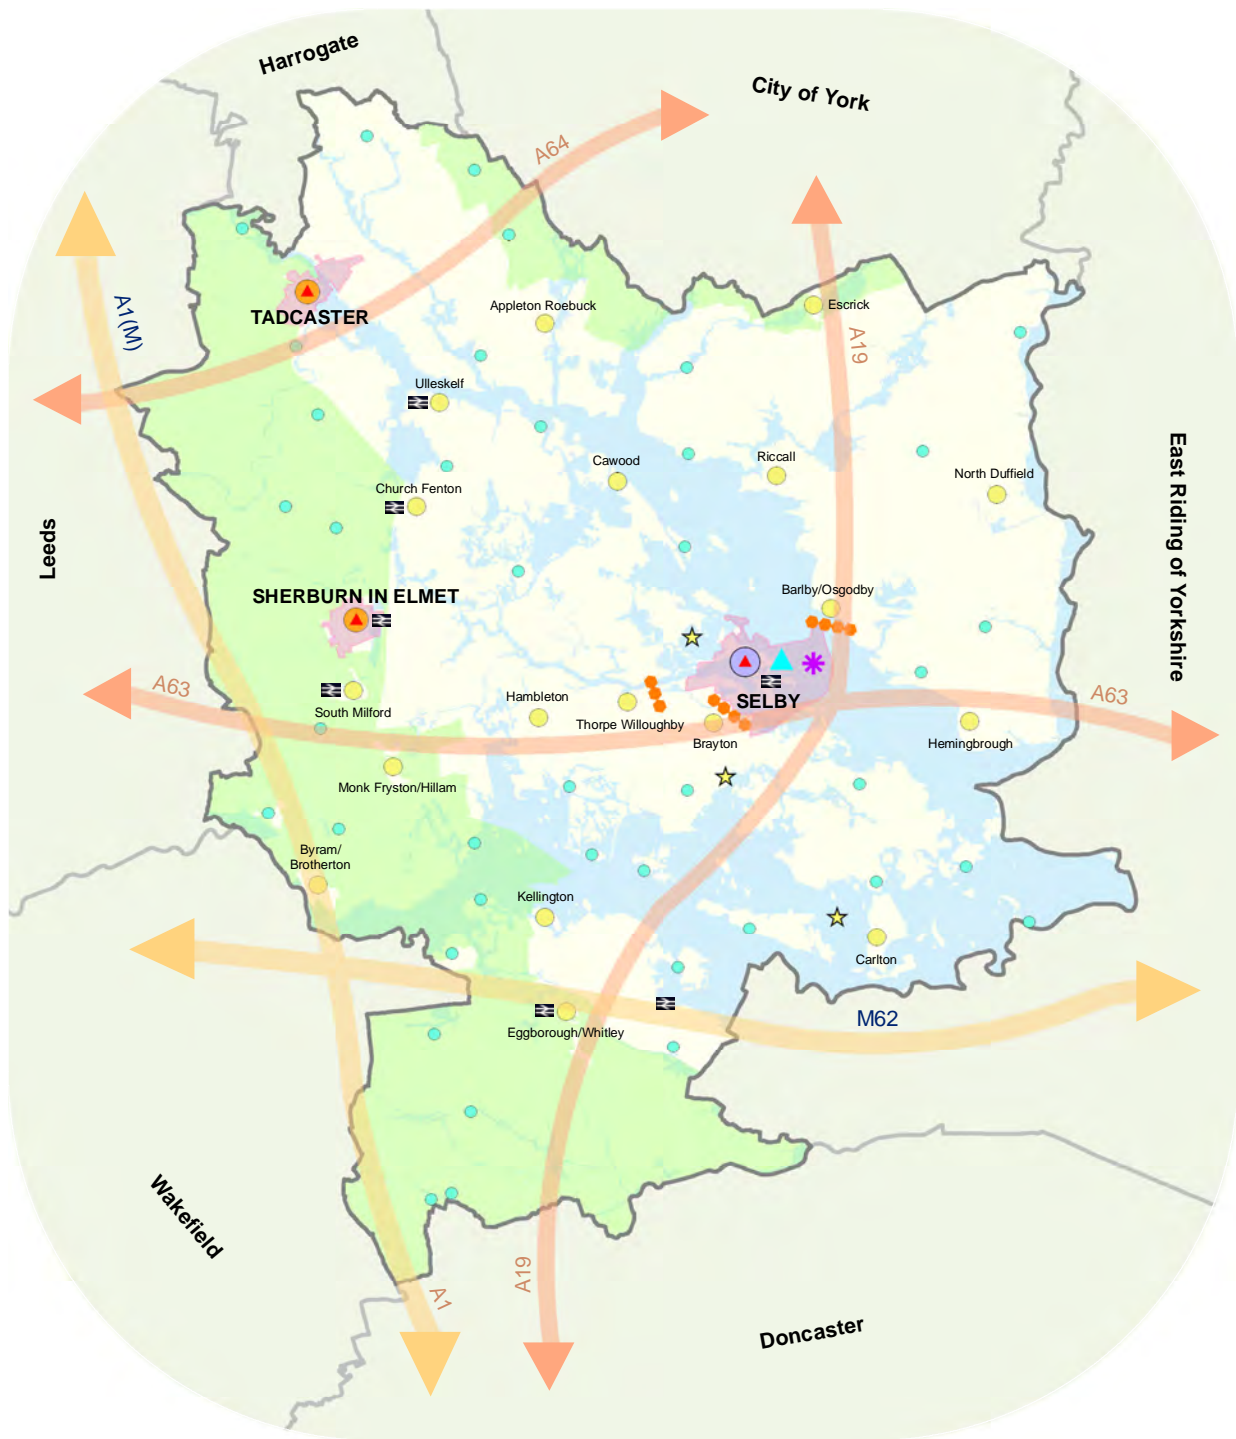 Harrogate
City of York
A64
A1(M)
TADCASTER
Appleton Roebuck
Escrick
A19
Ulleskelf
Cawood
Riccall
North Duffield
Church Fenton
Leeds
East Riding of Yorkshire
SHERBURN IN ELMET
Barlby/Osgodby
A63
South Milford
Hambleton
Thorpe Willoughby
SELBY
Brayton
A63
Hemingbrough
Monk Fryston/Hillam
Byram/
Brotherton
Kellington
Carlton
M62
Eggborough/Whitley
Wakefield
A19
A1
Doncaster